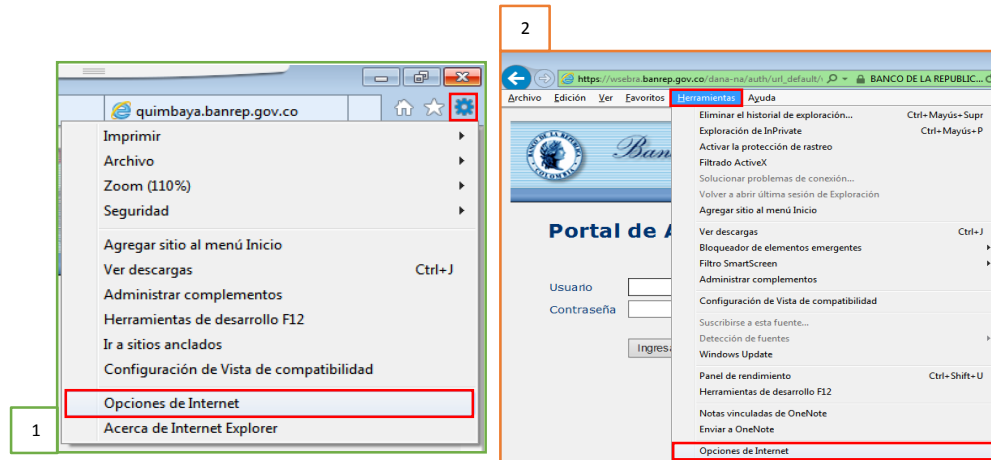 1
quimbaya.banrep.gov.co
Imprimir
Archivo
Zoom (110%)
Seguridad
Agregar sitio al menú Inicio
Ver descargas Ctrl+J
Administrar complementos
Herramientas de desarrollo F12
Ir a sitios anclados
Configuración de Vista de compatibilidad
Opciones de Internet
Acerca de Internet Explorer
2
https://wsebra.banrep.gov.co/dana-na/auth/url_default/ BANCO DE LA REPUBLIC...
Archivo Edición Ver Favoritos Herramientas Ayuda
BANCO DE LA REPUBLICA
COLOMBIA
Ban
Portal de A
Usuario
Contraseña
Ingresa
Eliminar el historial de exploración... Ctrl+Mayús+Supr
Exploración de InPrivate Ctrl+Mayús+P
Activar la protección de rastreo
Filtrado ActiveX
Solucionar problemas de conexión...
Volver a abrir última sesión de Exploración
Agregar sitio al menú Inicio
Ver descargas Ctrl+J
Bloqueador de elementos emergentes
Filtro SmartScreen
Administrar complementos
Configuración de Vista de compatibilidad
Suscribirse a esta fuente...
Detección de fuentes
Windows Update
Panel de rendimiento Ctrl+Shift+U
Herramientas de desarrollo F12
Notas vinculadas de OneNote
Enviar a OneNote
Opciones de Internet